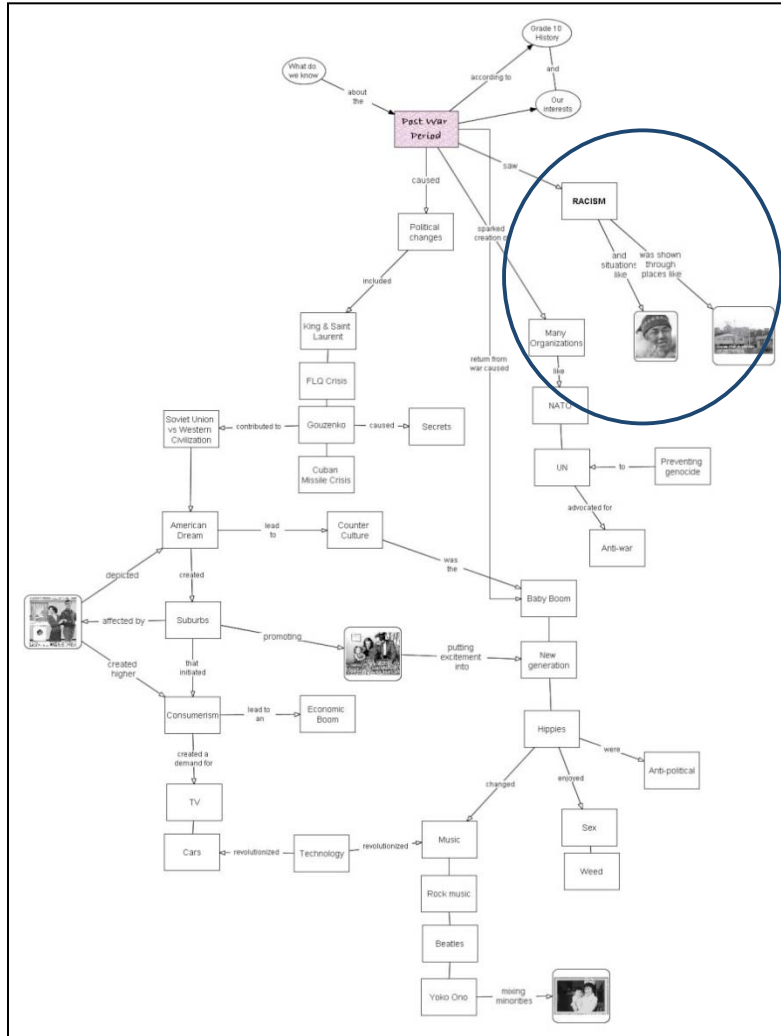 Grade 10
History
What do
we know
according to
and
about
the
Our
interests
Post War
Period
saw
caused
RACISM
Political
changes
sparked
creation o
and
situations
like
was shown
through
places like
included
King & Saint
Laurent
Many
Organizations
return from
war caused
like
FLQ Crisis
NATO
Soviet Union
vs Western
Civilization
contributed to
Gouzenko
caused
Secrets
Cuban
Missile Crisis
UN
to
Preventing
genocide
advocated for
American
Dream
lead
to
Counter
Culture
Anti-war
was
the
depicted
created
Baby Boom
affected by
Suburbs
promoting
putting
excitement
into
New
generation
created
higher
that
initiated
Consumerism
lead to
an
Economic
Boom
Hippies
were
Anti-political
created a
demand for
changed
enjoyed
TV
Sex
Cars
revolutionized
Technology
revolutionized
Music
Weed
Rock music
Beatles
Yoko Ono
mixing
minorities